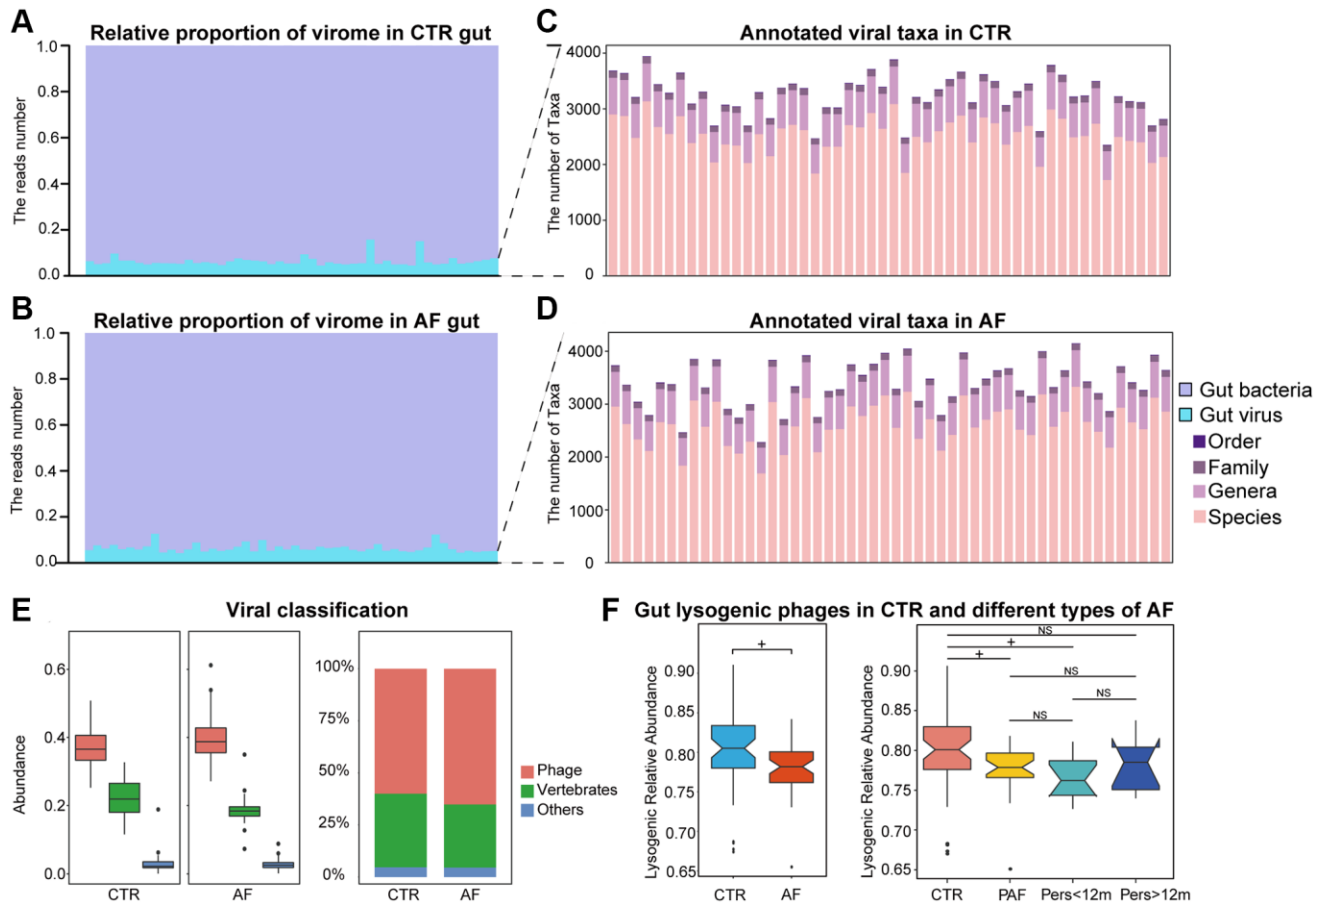 A
Relative proportion of virome in CTR gut
The reads number
1.0
0.8
0.6
0.4
0.2
0.0
C
Annotated viral taxa in CTR
The number of Taxa
4000
3000
2000
1000
0
B
Relative proportion of virome in AF gut
The reads number
1.0
0.8
0.6
0.4
0.2
0.0
D
Annotated viral taxa in AF
The number of Taxa
4000
3000
2000
1000
0
Gut bacteria
Gut virus
Order
Family
Genera
Species
E
Viral classification
Abundance
0.6
0.4
0.2
0.0
CTR
AF
100%
75%
50%
25%
0%
CTR
AF
Phage
Vertebrates
Others
F
Gut lysogenic phages in CTR and different types of AF
Lysogenic Relative Abundance
0.90
0.85
0.80
0.75
0.70
0.65
+
CTR
AF
Lysogenic Relative Abundance
0.90
0.85
0.80
0.75
0.70
0.65
NS
+
+
NS
NS
NS
CTR
PAF
Pers<12m
Pers>12m